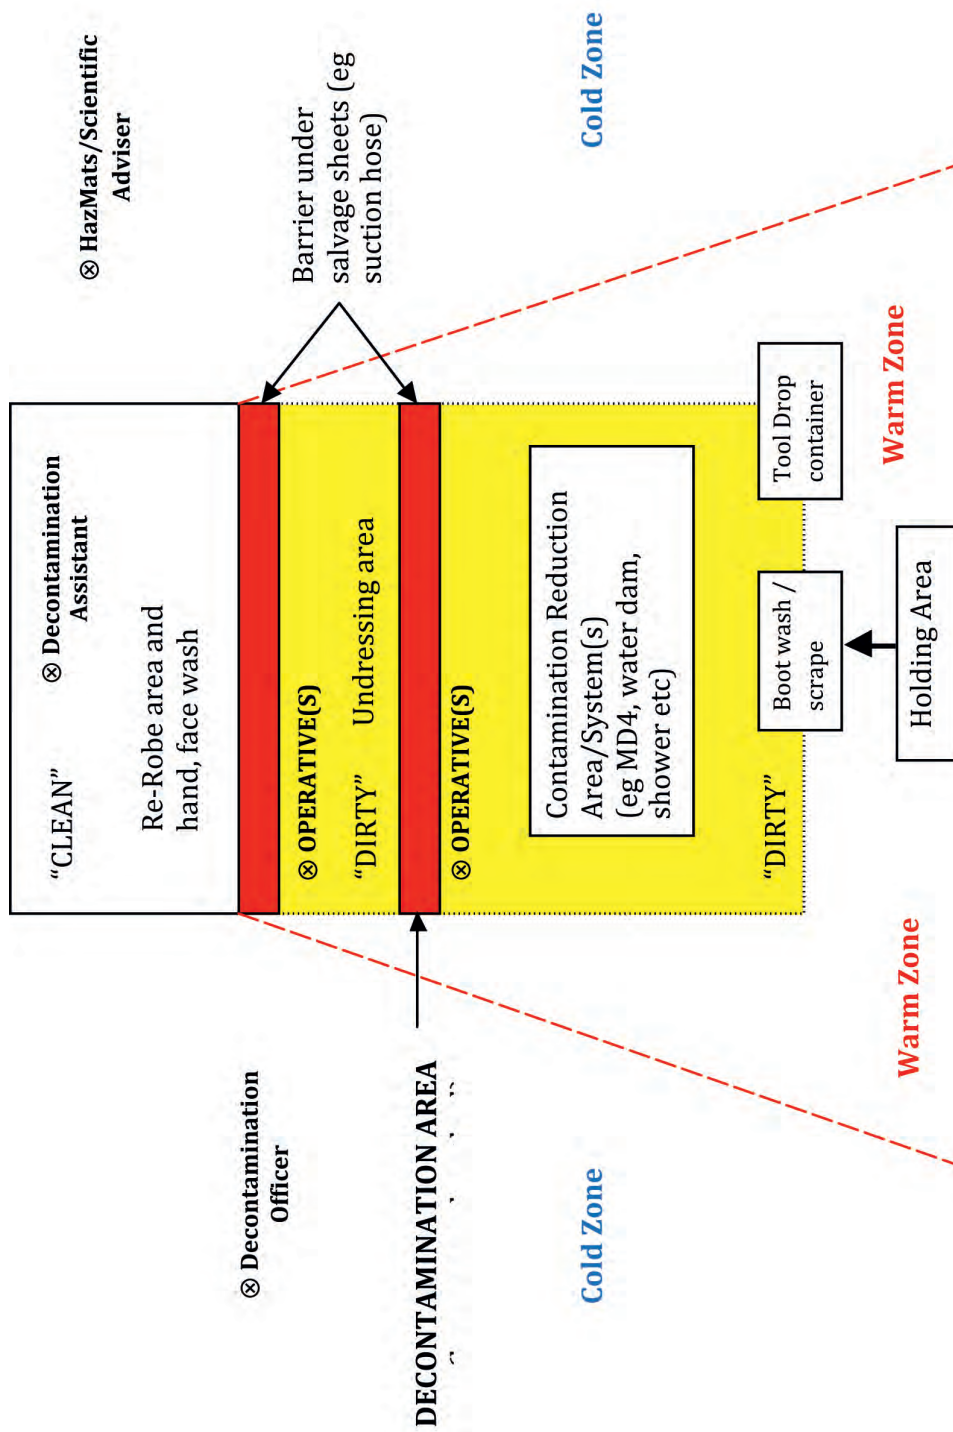 ⊗ HazMats/Scientific
Adviser
“CLEAN”
⊗ Decontamination
Assistant
Re-Robe area and
hand, face wash
Barrier under
salvage sheets (eg
suction hose)
⊗ Decontamination
Officer
⊗ OPERATIVE(S)
“DIRTY”
Undressing area
DECONTAMINATION AREA
⊗ OPERATIVE(S)
Cold Zone
Cold Zone
Contamination Reduction
Area/System(s)
(eg MD4, water dam,
shower etc)
“DIRTY”
Boot wash /
scrape
Tool Drop
container
Warm Zone
Warm Zone
Holding Area